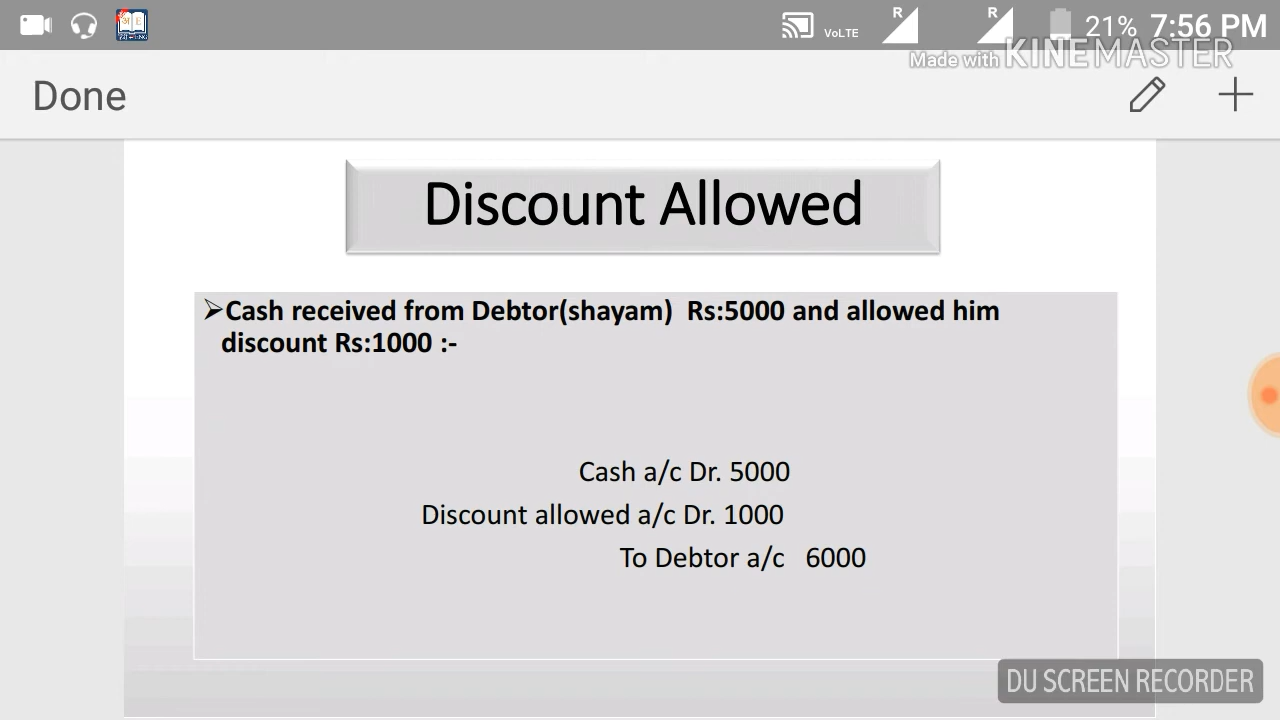 VoLTE R R 21% 7:56 PM
Made with KINEMASTER
Done
Discount Allowed
➢Cash received from Debtor(shayam) Rs:5000 and allowed him
discount Rs:1000 :-
Cash a/c Dr. 5000
Discount allowed a/c Dr. 1000
To Debtor a/c 6000
DU SCREEN RECORDER